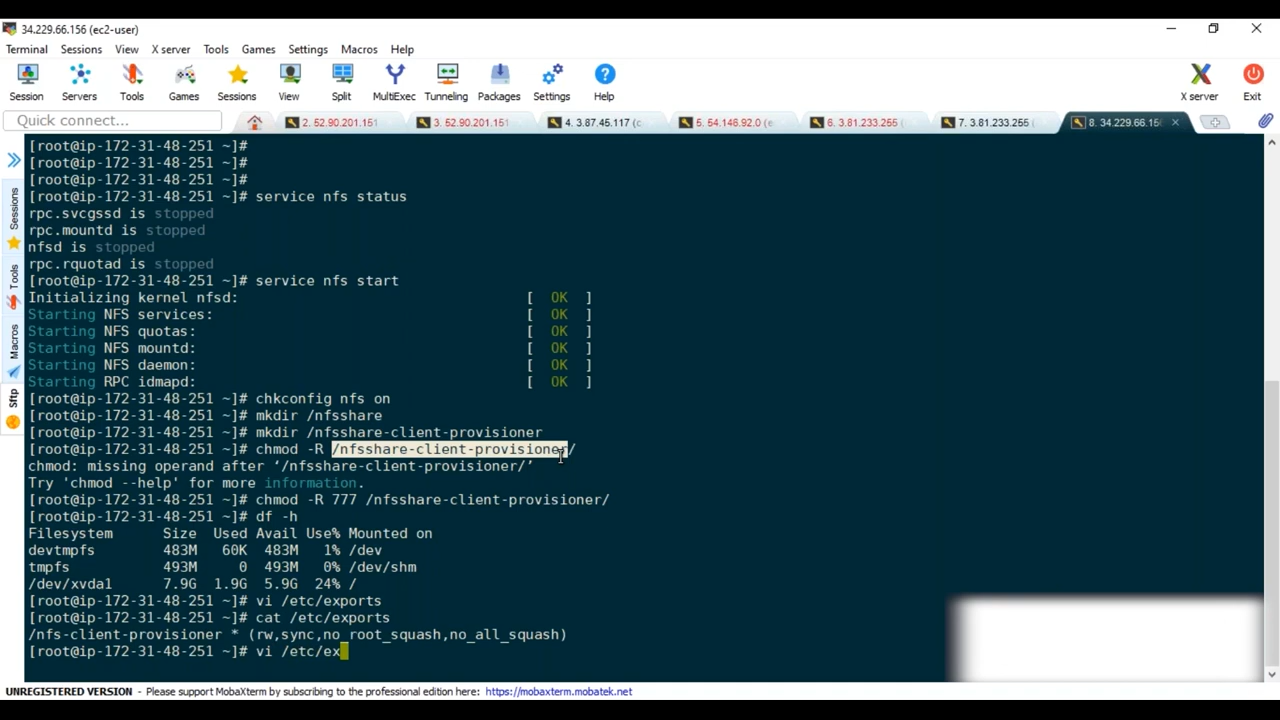 34.229.66.156 (ec2-user)
Terminal Sessions View X server Tools Games Settings Macros Help
Session Servers Tools Games Sessions View Split MultiExec Tunneling Packages Settings Help X server Exit
Quick connect... 2. 52.90.201.151 3. 52.90.201.151 4. 3.87.45.117 (c 5. 54.146.92.0 (e 6. 3.81.233.255 ( 7. 3.81.233.255 (e 8. 34.229.66.156
Sessions
Tools
Macros
Sftp
[root@ip-172-31-48-251 ~]#
[root@ip-172-31-48-251 ~]#
[root@ip-172-31-48-251 ~]#
[root@ip-172-31-48-251 ~]# service nfs status
rpc.svcgssd is stopped
rpc.mountd is stopped
nfsd is stopped
rpc.rquotad is stopped
[root@ip-172-31-48-251 ~]# service nfs start
Initializing kernel nfsd: [ OK ]
Starting NFS services: [ OK ]
Starting NFS quotas: [ OK ]
Starting NFS mountd: [ OK ]
Starting NFS daemon: [ OK ]
Starting RPC idmapd: [ OK ]
[root@ip-172-31-48-251 ~]# chkconfig nfs on
[root@ip-172-31-48-251 ~]# mkdir /nfsshare
[root@ip-172-31-48-251 ~]# mkdir /nfsshare-client-provisioner
[root@ip-172-31-48-251 ~]# chmod -R /nfsshare-client-provisioner/
chmod: missing operand after ‘/nfsshare-client-provisioner/’
Try 'chmod --help' for more information.
[root@ip-172-31-48-251 ~]# chmod -R 777 /nfsshare-client-provisioner/
[root@ip-172-31-48-251 ~]# df -h
Filesystem Size Used Avail Use% Mounted on
devtmpfs 483M 60K 483M 1% /dev
tmpfs 493M 0 493M 0% /dev/shm
/dev/xvda1 7.9G 1.9G 5.9G 24% /
[root@ip-172-31-48-251 ~]# vi /etc/exports
[root@ip-172-31-48-251 ~]# cat /etc/exports
/nfs-client-provisioner * (rw,sync,no_root_squash,no_all_squash)
[root@ip-172-31-48-251 ~]# vi /etc/ex
UNREGISTERED VERSION - Please support MobaXterm by subscribing to the professional edition here: https://mobaxterm.mobatek.net